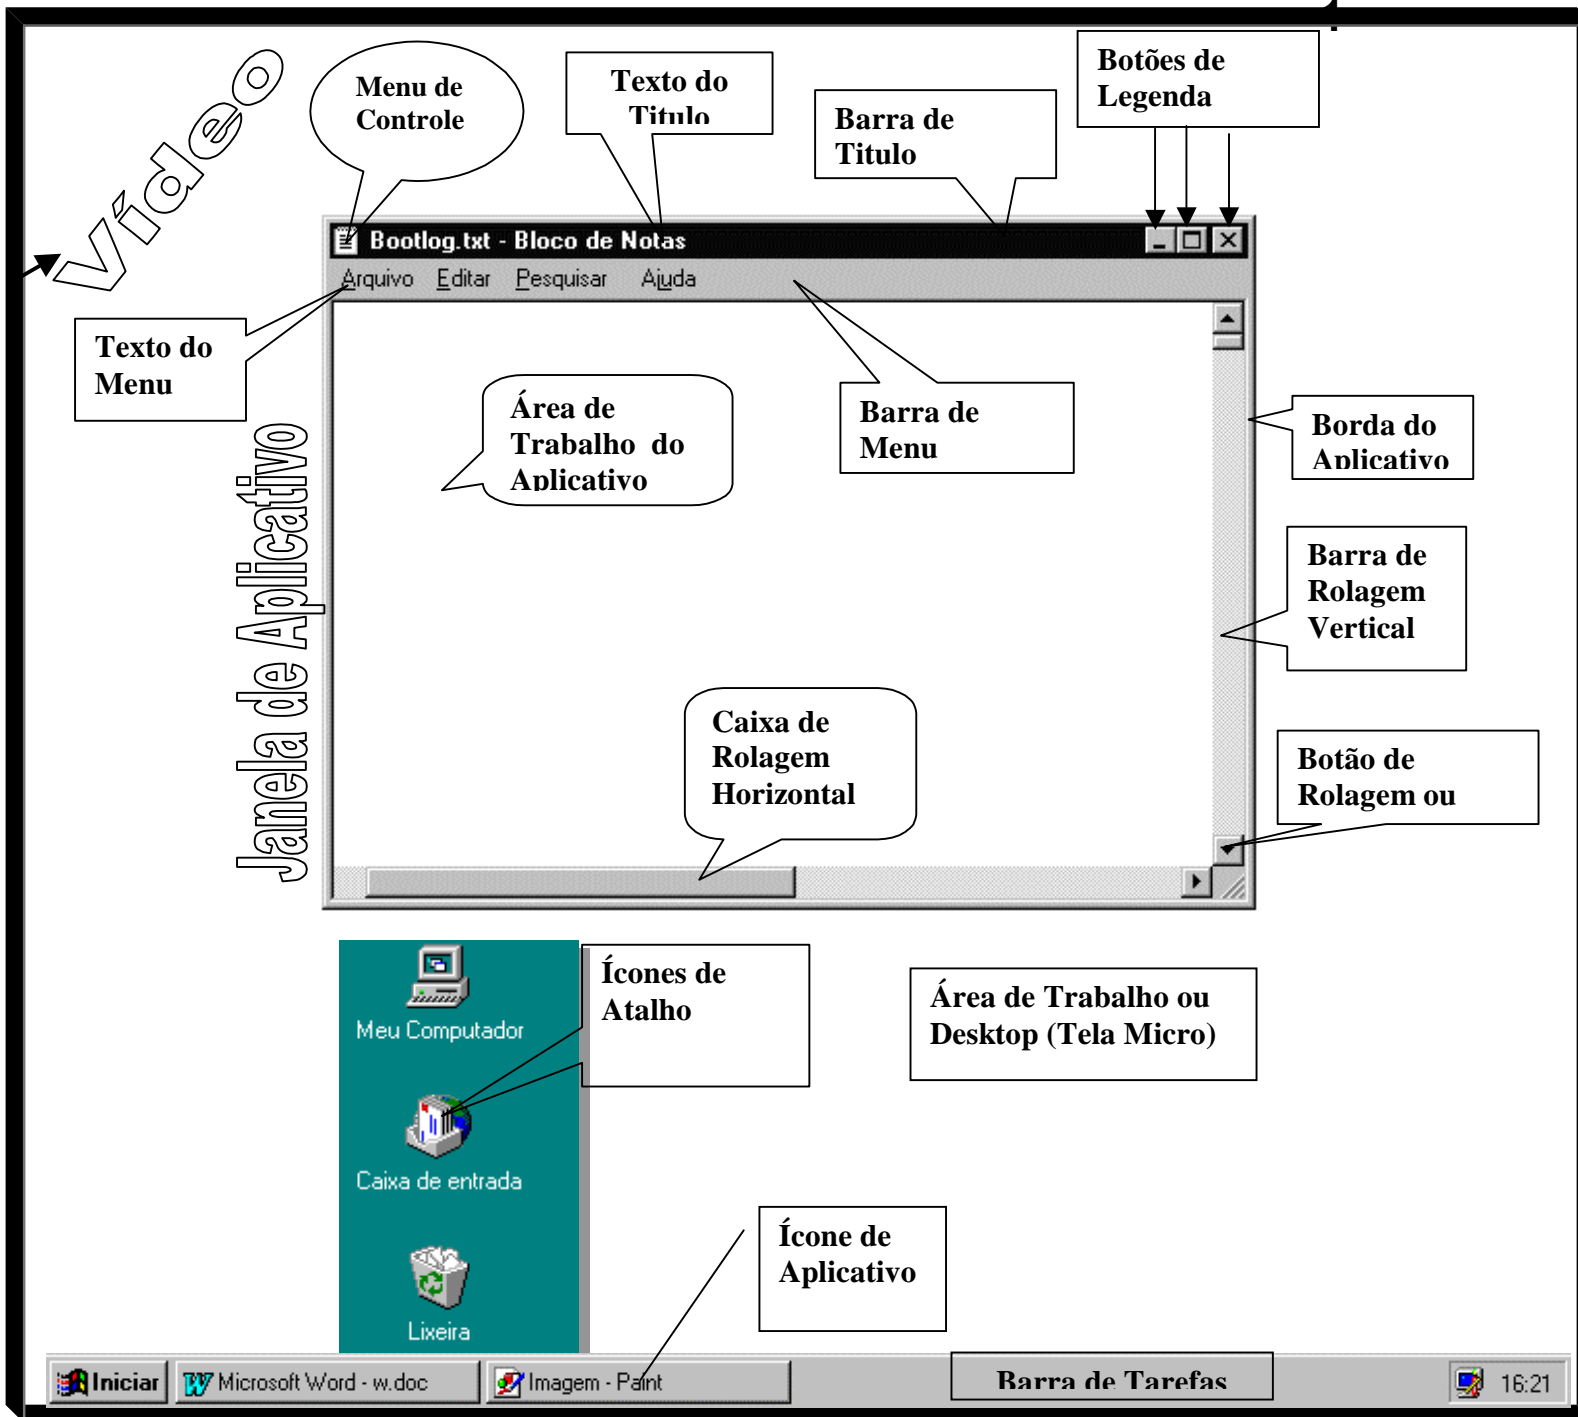 Vídeo
Menu de
Controle
Texto do
Titulo
Barra de
Titulo
Botões de
Legenda
Bootlog.txt - Bloco de Notas
Arquivo Editar Pesquisar Ajuda
Texto do
Menu
Área de
Trabalho do
Aplicativo
Barra de
Menu
Borda do
Aplicativo
Janela de Aplicativo
Barra de
Rolagem
Vertical
Caixa de
Rolagem
Horizontal
Botão de
Rolagem ou
Meu Computador
Ícones de
Atalho
Área de Trabalho ou
Desktop (Tela Micro)
Caixa de entrada
Ícone de
Aplicativo
Lixeira
Iniciar
Microsoft Word - w.doc
Imagem - Paint
Barra de Tarefas
16:21